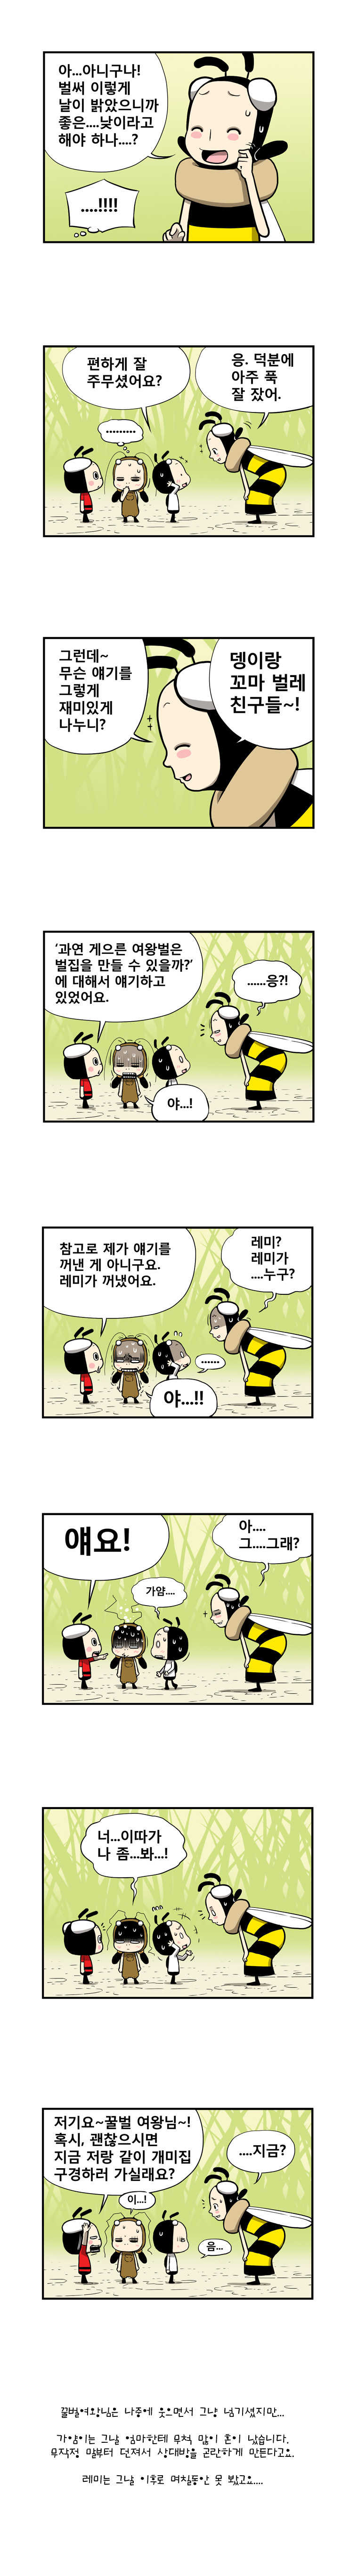 아...아니구나!
벌써 이렇게
날이 밝았으니까
좋은....낮이라고
해야 하나....?
....!!!!
편하게 잘
주무셨어요?
응. 덕분에
아주 푹
잘 잤어.
.........
그런데~
무슨 얘기를
그렇게
재미있게
나누니?
뎅이랑
꼬마 벌레
친구들~!
'과연 게으른 여왕벌은
벌집을 만들 수 있을까?'
에 대해서 얘기하고
있었어요.
......응?!
야...!
참고로 제가 얘기를
꺼낸 게 아니구요.
레미가 꺼냈어요.
레미?
레미가
....누구?
......
야...!!
얘요!
아....
그....그래?
가얌....
너...이따가
나 좀...봐...!
저기요~꿀벌 여왕님~!
혹시, 괜찮으시면
지금 저랑 같이 개미집
구경하러 가실래요?
....지금?
이...!
음...
꿀벌여왕님은 나중에 웃으면서 그냥 넘기셨지만...
가얌이는 그날 엄마한테 무척 많이 혼이 났습니다.
무작정 말부터 던져서 상대방을 곤란하게 만든다고요.
레미는 그날 이후로 며칠동안 못 봤고요....